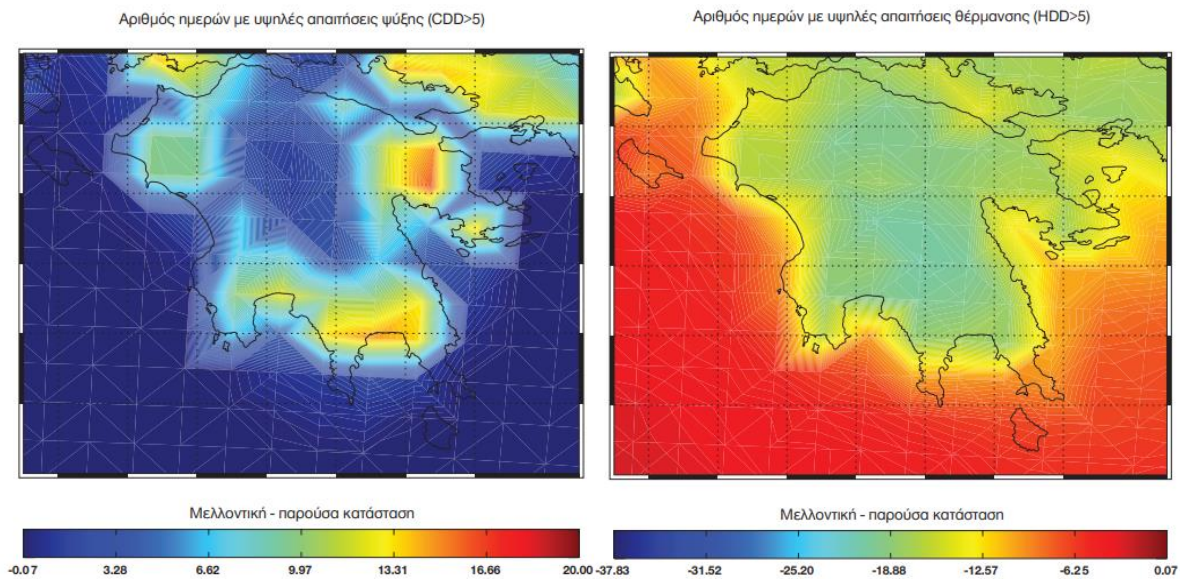 Αριθμός ημερών με υψηλές απαιτήσεις ψύξης (CDD>5)
Μελλοντική - παρούσα κατάσταση
-0.07 3.28 6.62 9.97 13.31 16.66 20.00
Αριθμός ημερών με υψηλές απαιτήσεις θέρμανσης (HDD>5)
Μελλοντική - παρούσα κατάσταση
-37.83 -31.52 -25.20 -18.88 -12.57 -6.25 0.07